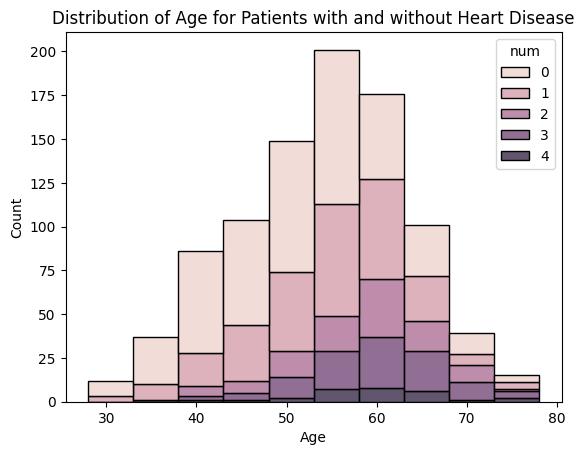 Distribution of Age for Patients with and without Heart Disease
num
0
1
2
3
4
200
175
150
125
100
75
50
25
0
Count
30 40 50 60 70 80
Age